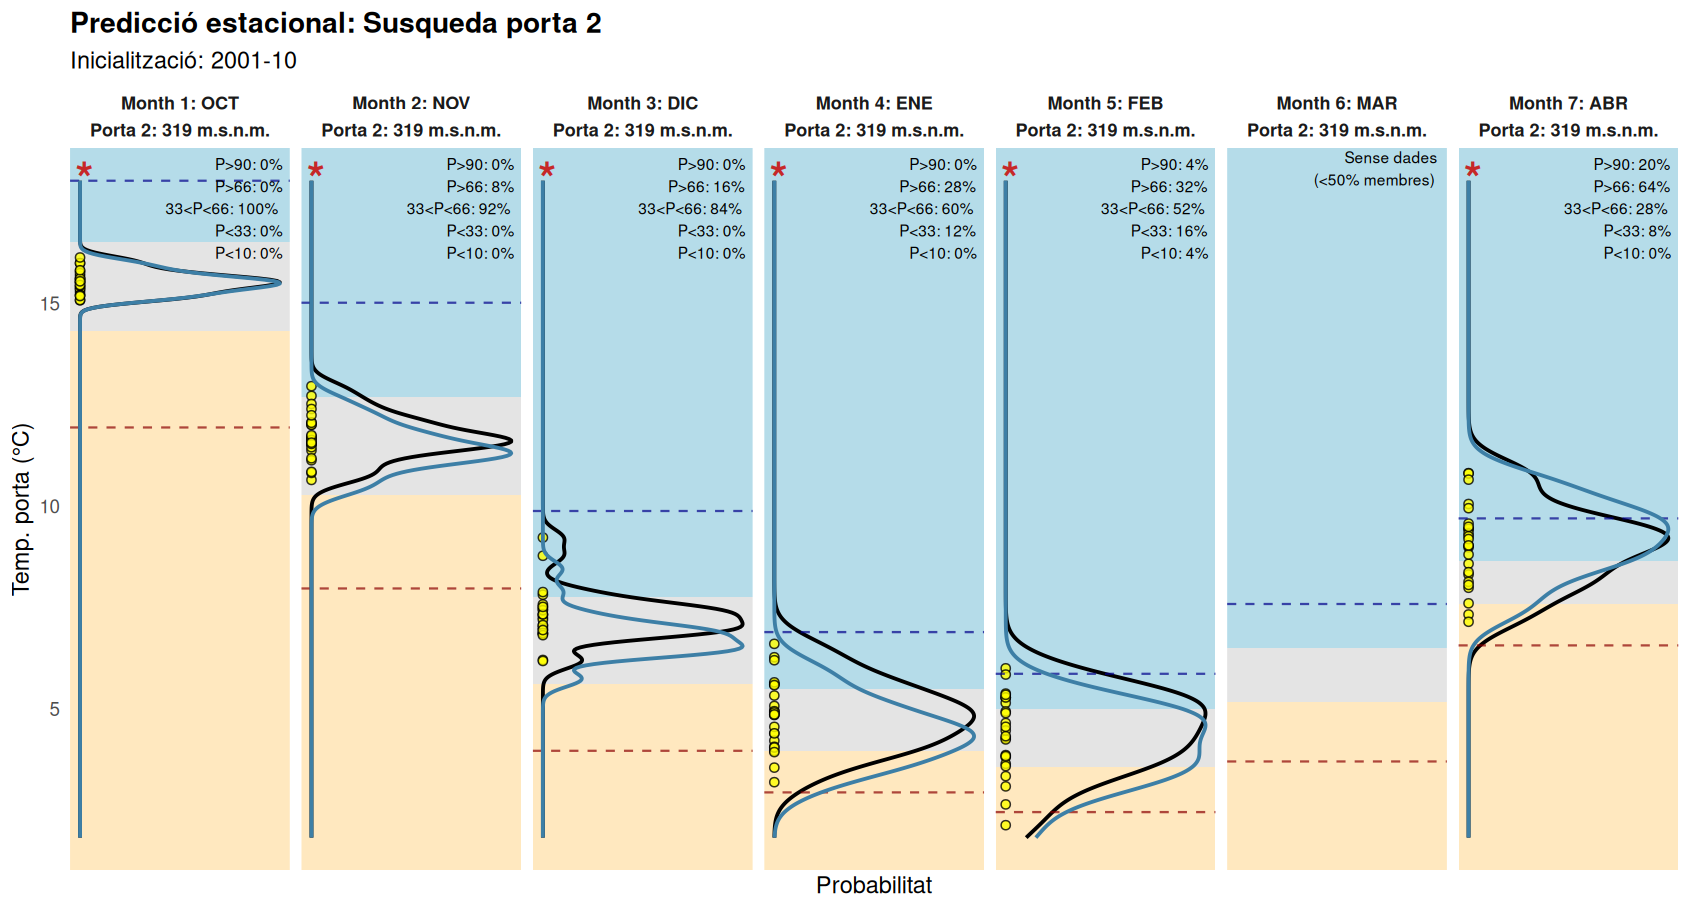 Predicció estacional: Susqueda porta 2
Inicialització: 2001-10
Month 1: OCT
Porta 2: 319 m.s.n.m.
Month 2: NOV
Porta 2: 319 m.s.n.m.
Month 3: DIC
Porta 2: 319 m.s.n.m.
Month 4: ENE
Porta 2: 319 m.s.n.m.
Month 5: FEB
Porta 2: 319 m.s.n.m.
Month 6: MAR
Porta 2: 319 m.s.n.m.
Month 7: ABR
Porta 2: 319 m.s.n.m.
*
P>90: 0%
P>66: 0%
33<P<66: 100%
P<33: 0%
P<10: 0%
*
P>90: 0%
P>66: 8%
33<P<66: 92%
P<33: 0%
P<10: 0%
*
P>90: 0%
P>66: 16%
33<P<66: 84%
P<33: 0%
P<10: 0%
*
P>90: 0%
P>66: 28%
33<P<66: 60%
P<33: 12%
P<10: 0%
*
P>90: 4%
P>66: 32%
33<P<66: 52%
P<33: 16%
P<10: 4%
Sense dades
(<50% membres)
*
P>90: 20%
P>66: 64%
33<P<66: 28%
P<33: 8%
P<10: 0%
15
10
5
Temp. porta (°C)
Probabilitat